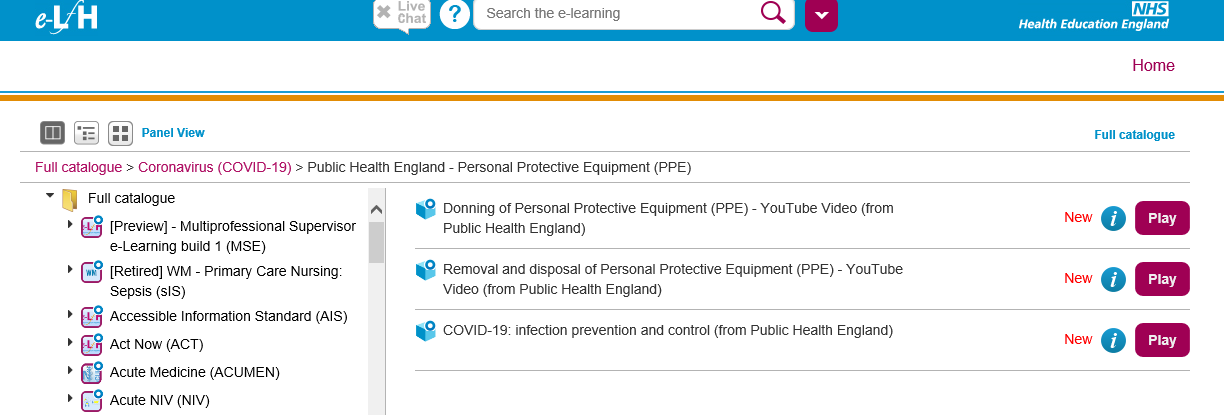 e-LfH
Live
Chat
?
Search the e-learning
NHS
Health Education England
Home
Panel View
Full catalogue
Full catalogue > Coronavirus (COVID-19) > Public Health England - Personal Protective Equipment (PPE)
Full catalogue
[Preview] - Multiprofessional Supervisor
e-Learning build 1 (MSE)
WM
[Retired] WM - Primary Care Nursing:
Sepsis (sIS)
Accessible Information Standard (AIS)
Act Now (ACT)
Acute Medicine (ACUMEN)
Acute NIV (NIV)
Donning of Personal Protective Equipment (PPE) - YouTube Video (from
Public Health England)
New i Play
Removal and disposal of Personal Protective Equipment (PPE) - YouTube
Video (from Public Health England)
New i Play
COVID-19: infection prevention and control (from Public Health England)
New i Play